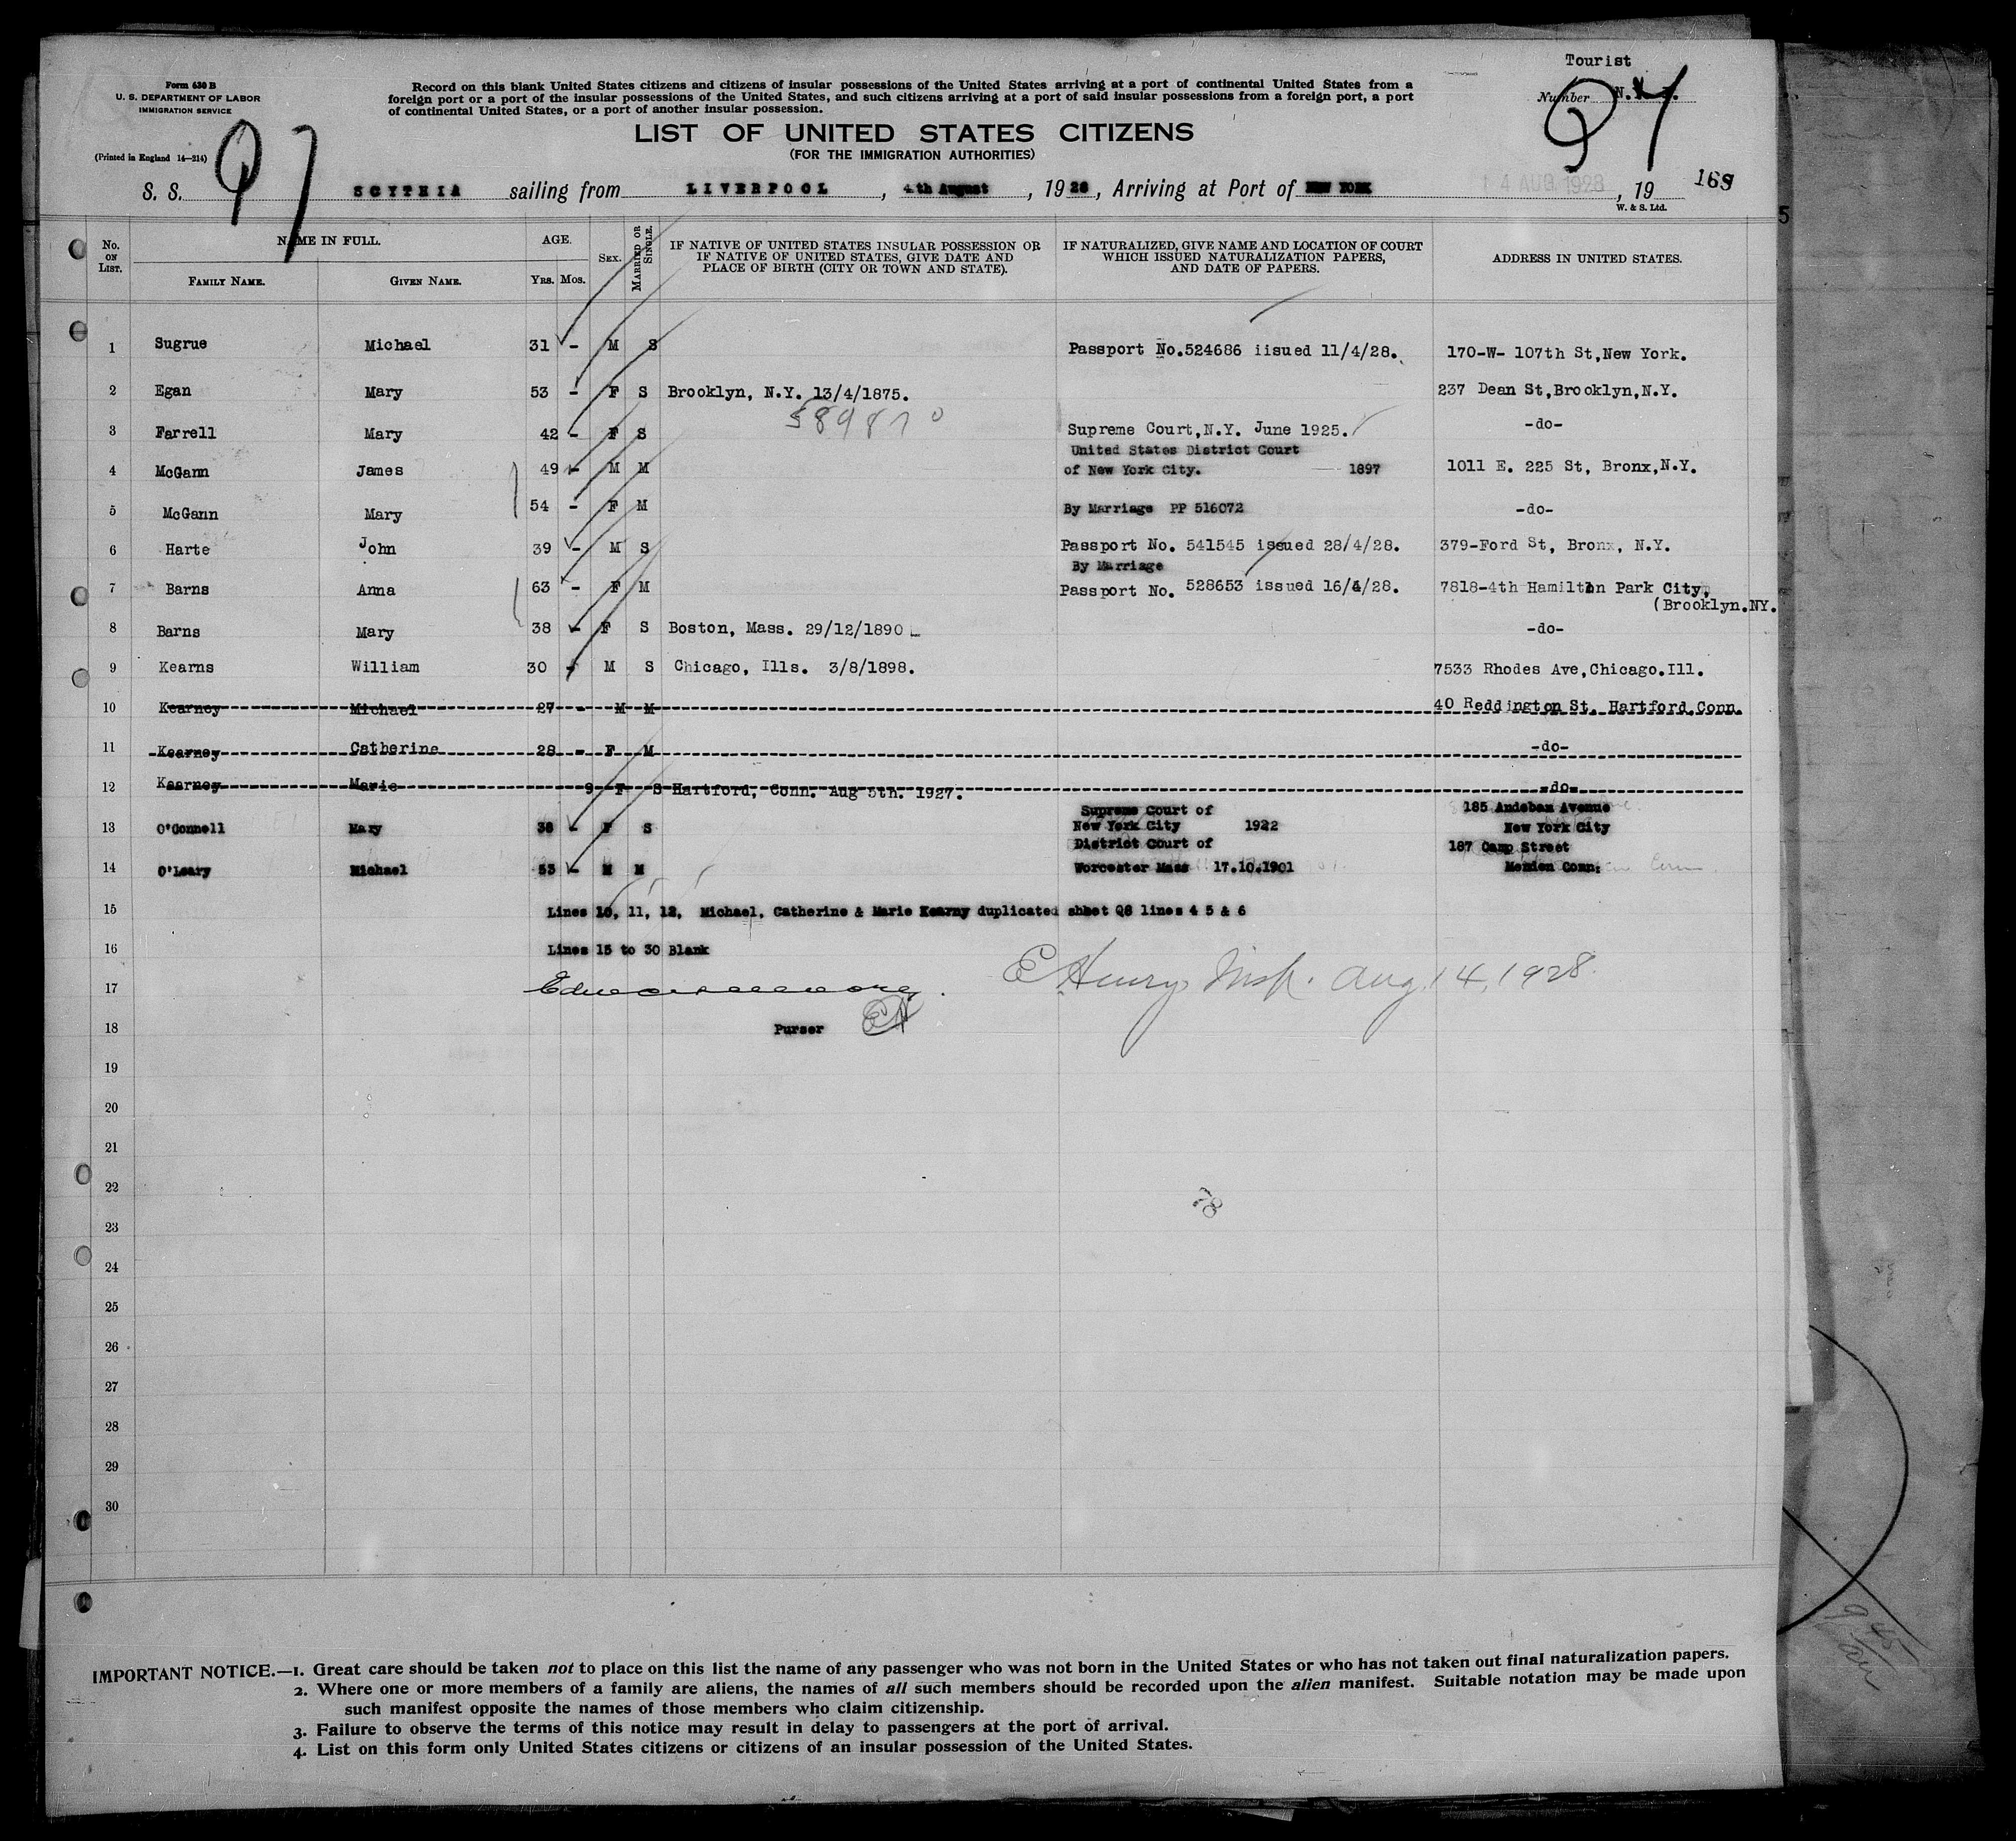 Tourist
Form 630 B
U. S. DEPARTMENT OF LABOR
IMMIGRATION SERVICE
(Printed in England 14—214)
Record on this blank United States citizens and citizens of insular possessions of the United States arriving at a port of continental United States from a
foreign port or a port of the insular possessions of the United States, and such citizens arriving at a port of said insular possessions from a foreign port, a port
of continental United States, or a port of another insular possession.
Number
LIST OF UNITED STATES CITIZENS
(FOR THE IMMIGRATION AUTHORITIES)
Q7
S. S. SCYTHIA sailing from LIVERPOOL, 4th August, 1928, Arriving at Port of NEW YORK 14 AUG 1928, 19
W. & S. Ltd.
No. ON LIST. NAME IN FULL. AGE. SEX. MARRIED OR SINGLE. IF NATIVE OF UNITED STATES INSULAR POSSESSION OR IF NATIVE OF UNITED STATES, GIVE DATE AND PLACE OF BIRTH (CITY OR TOWN AND STATE). IF NATURALIZED, GIVE NAME AND LOCATION OF COURT WHICH ISSUED NATURALIZATION PAPERS, AND DATE OF PAPERS. ADDRESS IN UNITED STATES.
FAMILY NAME. GIVEN NAME. YRS. MOS.
1 Sugrue Michael 31 - M S Passport No.524686 iissued 11/4/28. 170-W- 107th St,New York.
2 Egan Mary 53 - F S Brooklyn, N.Y. 13/4/1875. 237 Dean St,Brooklyn,N.Y.
589870
3 Farrell Mary 42 - F S Supreme Court,N.Y. June 1925. -do-
United States District Court
4 McGann James 49 - M M of New York City. 1897 1011 E. 225 St, Bronx,N.Y.
5 McGann Mary 54 - F M By Marriage PP 516072 -do-
6 Harte John 39 - M S Passport No. 541545 issued 28/4/28. 379-Ford St, Bronx, N.Y.
By Marriage
7 Barns Anna 63 - F M Passport No. 528653 issued 16/4/28. 7818-4th Hamilton Park City,
(Brooklyn.NY.
8 Barns Mary 38 - F S Boston, Mass. 29/12/1890 -do-
9 Kearns William 30 - M S Chicago, Ills. 3/8/1898. 7533 Rhodes Ave,Chicago.Ill.
10 Kearney Michael 27 - M M 40 Reddington St. Hartford.Conn.
11 Kearney Catherine 28 - F M -do-
12 Kearney Marie 9 F S Hartford, Conn. Aug 5th. 1927. -do-
Supreme Court of 185 Andeban Avenue
13 O'Connell Mary 38 - F S New York City 1922 New York City
District Court of 187 Camp Street
14 O'Leary Michael 53 - M M Worcester Mass 17.10.1901 Meriden Conn:
15 Lines 10, 11, 12, Michael, Catherine & Marie Kearny duplicated sheet Q8 lines 4 5 & 6
16 Lines 15 to 30 Blank
17 E Henry Insp. Aug 14, 1928
18 Purser EH
19
20
21
22
23
24
25
26
27
28
29
30
78
IMPORTANT NOTICE.—1. Great care should be taken not to place on this list the name of any passenger who was not born in the United States or who has not taken out final naturalization papers.
2. Where one or more members of a family are aliens, the names of all such members should be recorded upon the alien manifest. Suitable notation may be made upon
such manifest opposite the names of those members who claim citizenship.
3. Failure to observe the terms of this notice may result in delay to passengers at the port of arrival.
4. List on this form only United States citizens or citizens of an insular possession of the United States.